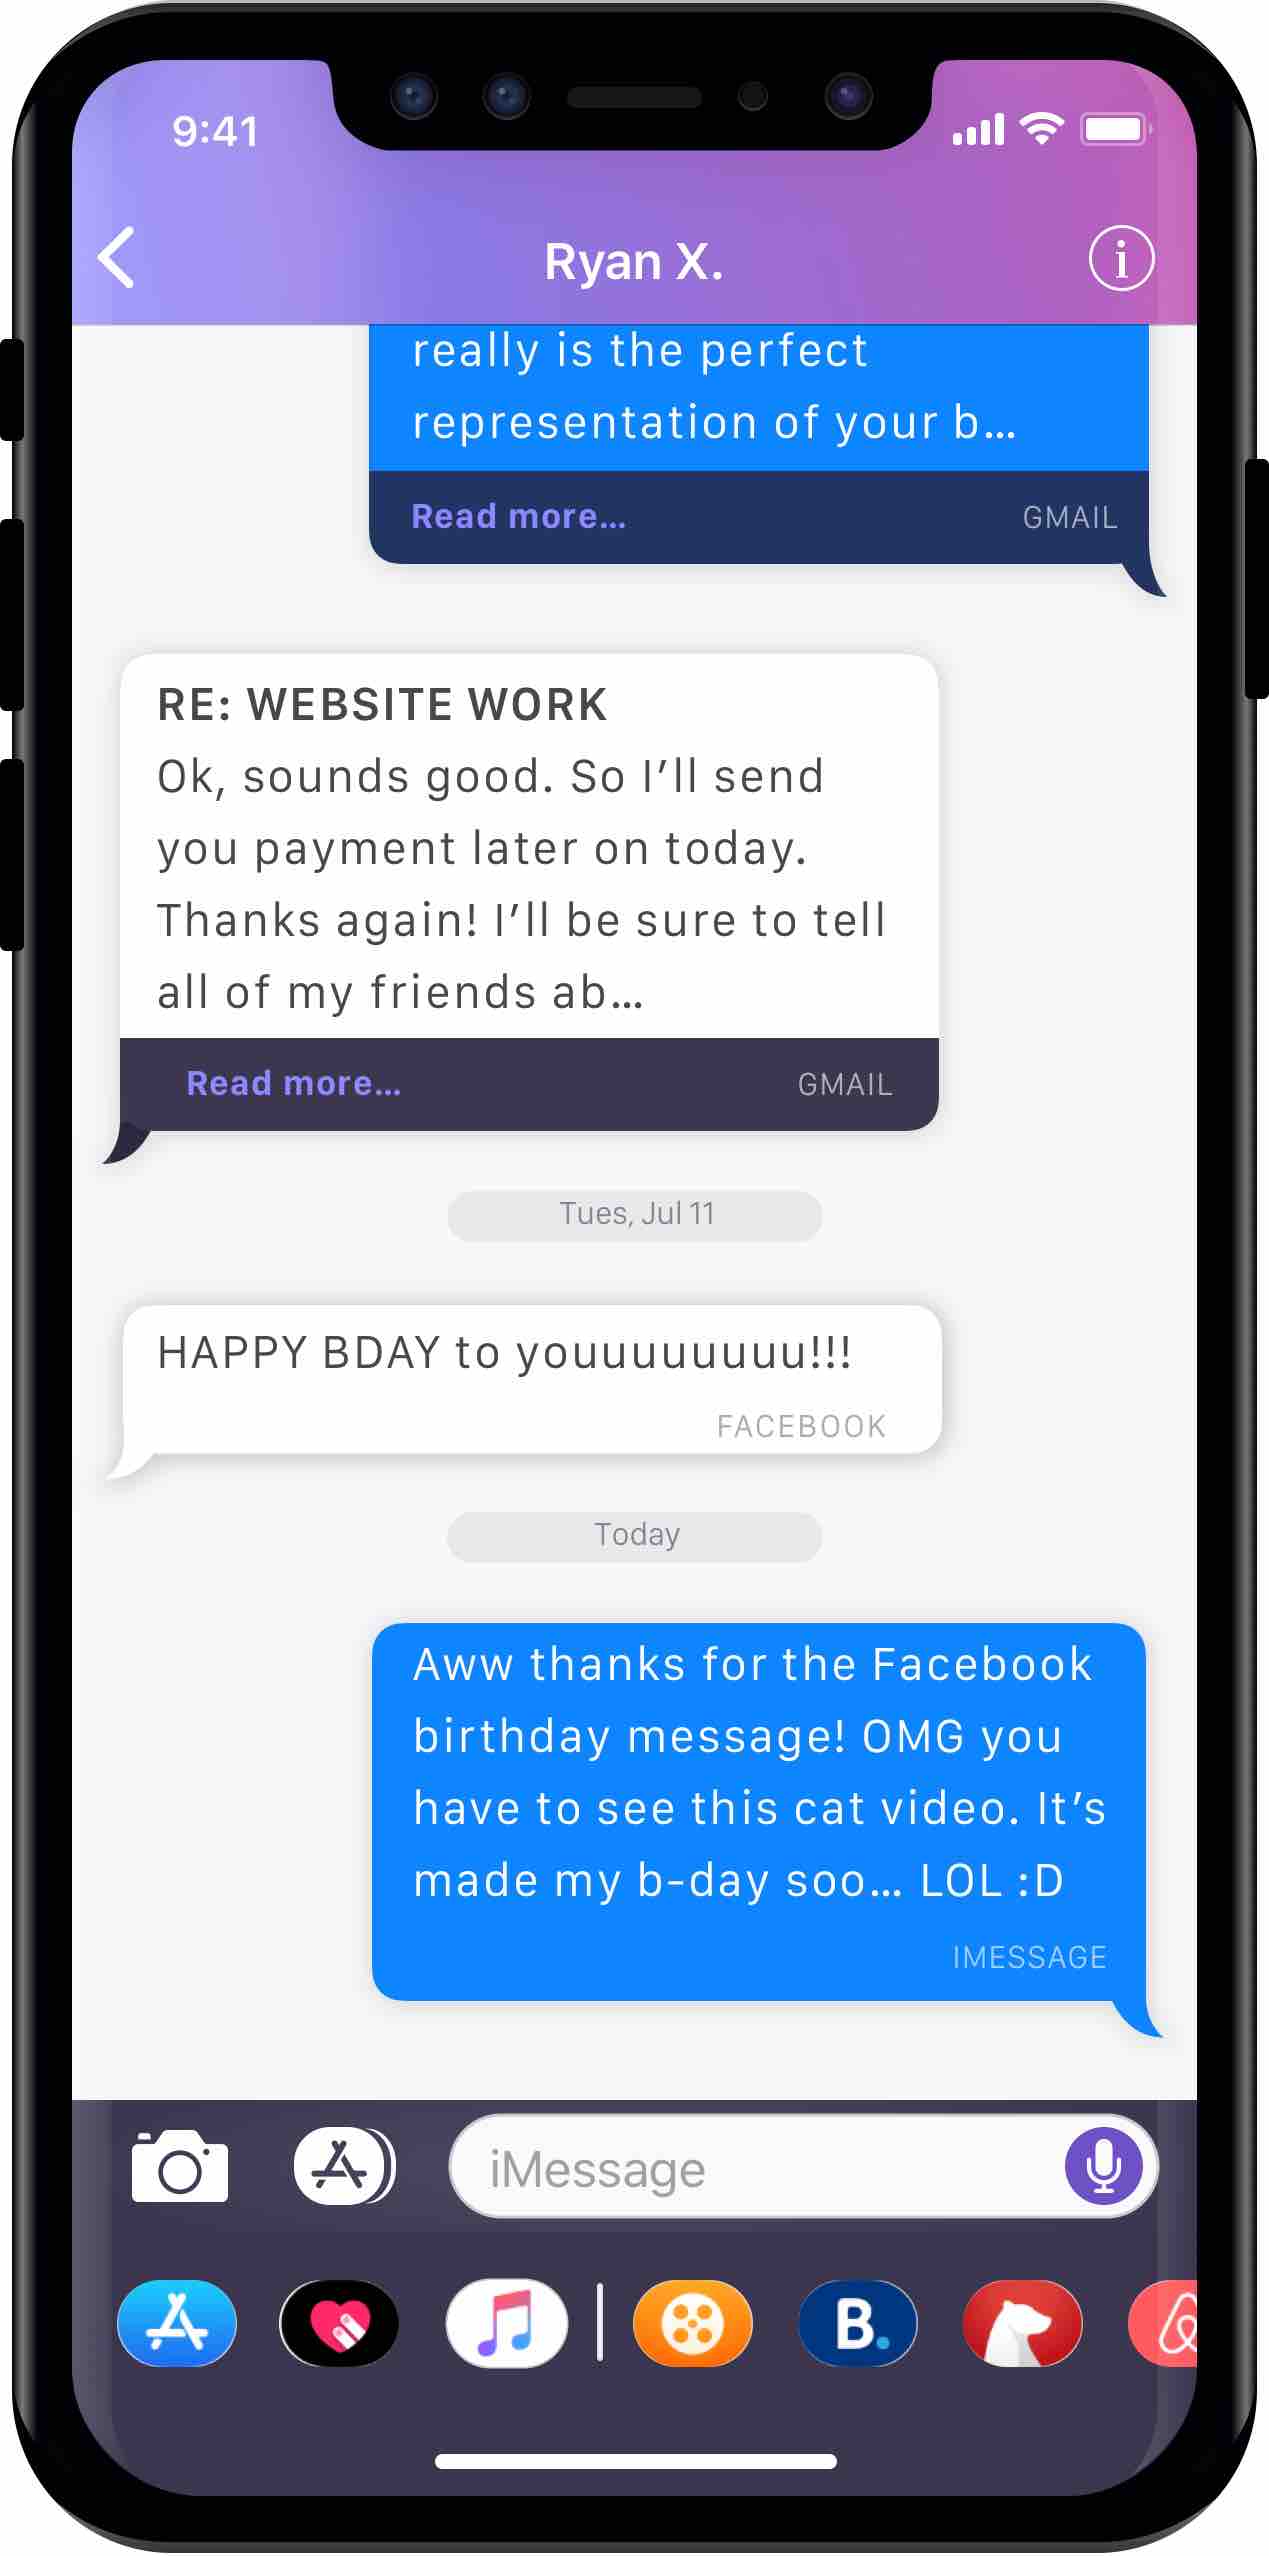 9:41
Ryan X.
really is the perfect
representation of your b...
Read more...
GMAIL
RE: WEBSITE WORK
Ok, sounds good. So I’ll send
you payment later on today.
Thanks again! I’ll be sure to tell
all of my friends ab...
Read more...
GMAIL
Tues, Jul 11
HAPPY BDAY to youuuuuuuu!!!
FACEBOOK
Today
Aww thanks for the Facebook
birthday message! OMG you
have to see this cat video. It’s
made my b-day soo... LOL :D
IMESSAGE
iMessage
B.